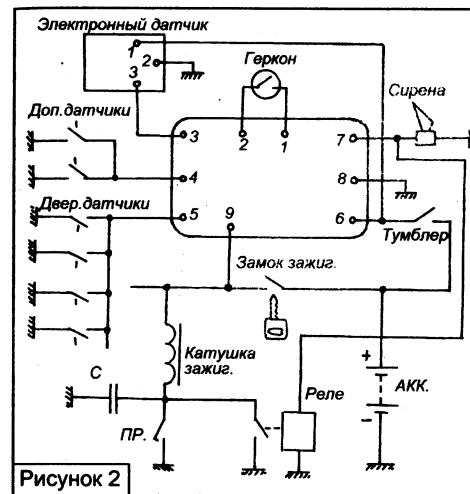 Электронный датчик
1
2
3
Геркон
Сирена
Доп.датчики
3
2
1
7
4
8
Двер.датчики
5
9
6
Тумблер
Замок зажиг.
+
Катушка
зажиг.
С
Реле
АКК.
-
ПР.
Рисунок 2